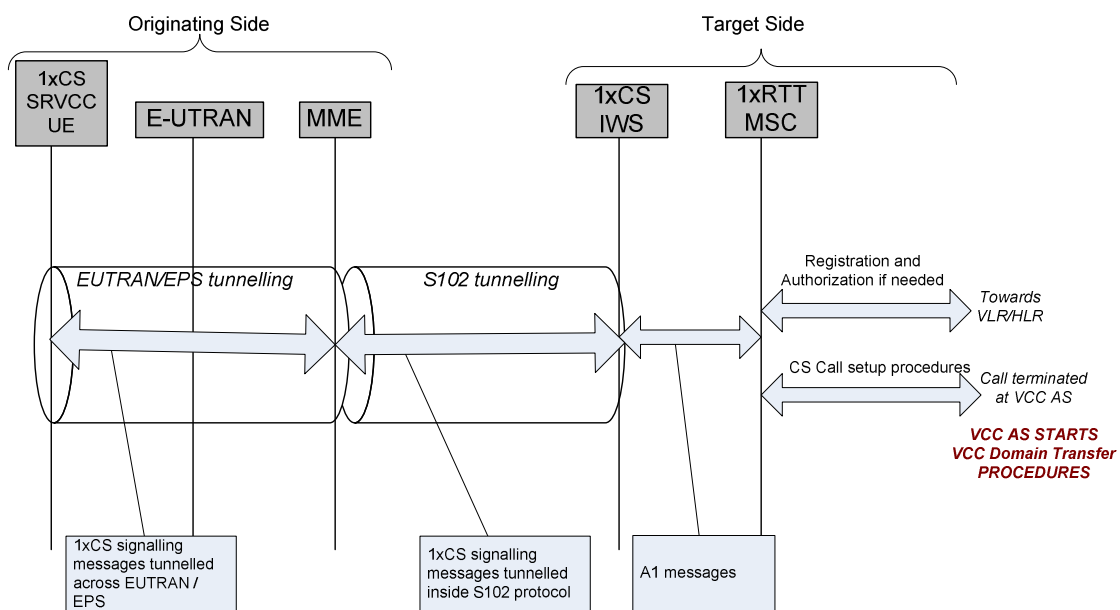 Originating Side
Target Side
1xCS
SRVCC
UE
E-UTRAN
MME
1xCS
IWS
1xRTT
MSC
EUTRAN/EPS tunnelling
S102 tunnelling
Registration and
Authorization if needed
Towards
VLR/HLR
CS Call setup procedures
Call terminated
at VCC AS
VCC AS STARTS
VCC Domain Transfer
PROCEDURES
1xCS signalling
messages tunnelled
across EUTRAN /
EPS
1xCS signalling
messages tunnelled
inside S102 protocol
A1 messages